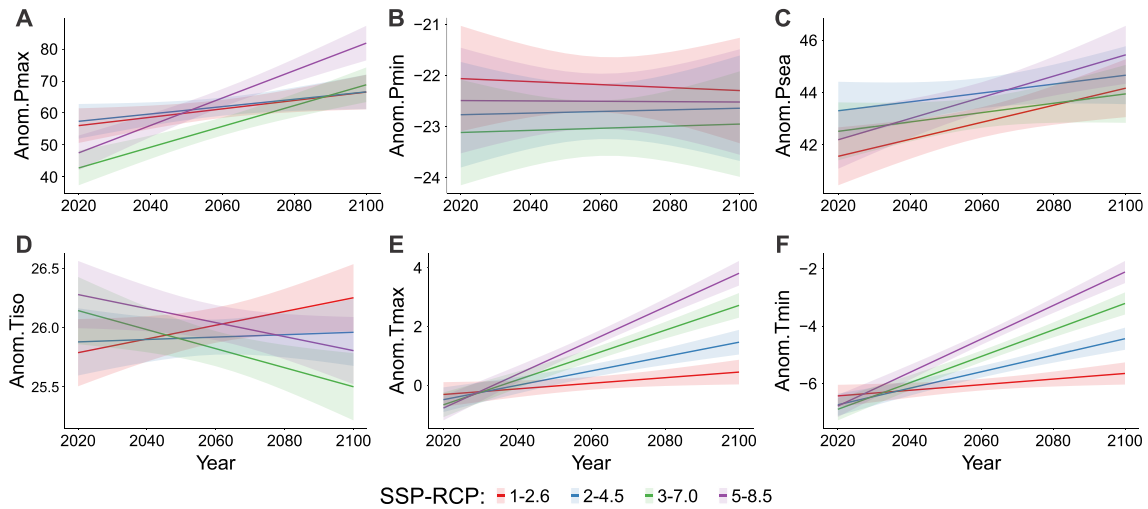 A
Anom.Pmax
80
70
60
50
40
2020 2040 2060 2080 2100
B
Anom.Pmin
−21
−22
−23
−24
2020 2040 2060 2080 2100
C
Anom.Psea
46
44
42
2020 2040 2060 2080 2100
D
Anom.Tiso
26.5
26.0
25.5
2020 2040 2060 2080 2100
Year
E
Anom.Tmax
4
2
0
2020 2040 2060 2080 2100
Year
F
Anom.Tmin
−2
−4
−6
2020 2040 2060 2080 2100
Year
SSP-RCP: 1-2.6 2-4.5 3-7.0 5-8.5